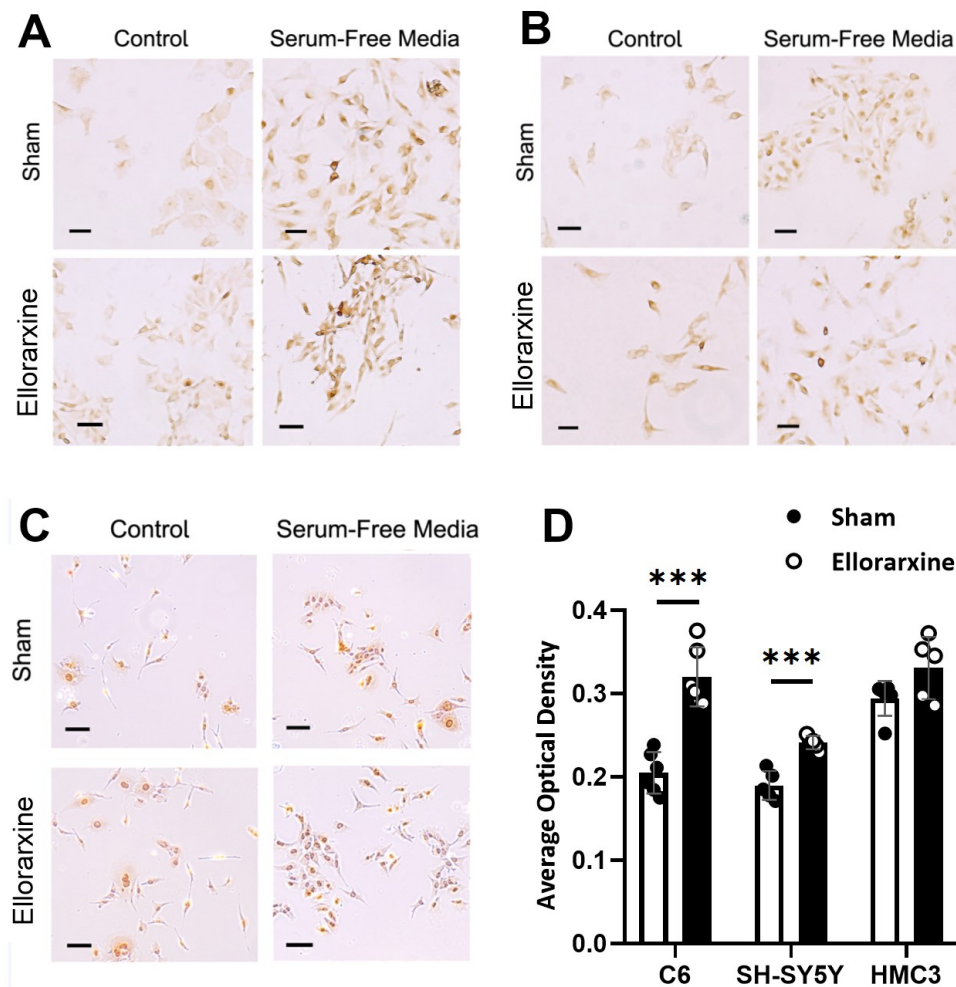 A
Control
Serum-Free Media
Sham
Ellorarxine
B
Control
Serum-Free Media
Sham
Ellorarxine
C
Control
Serum-Free Media
Sham
Ellorarxine
D
Sham
Ellorarxine
Average Optical Density
0.4
0.3
0.2
0.1
0.0
***
***
C6
SH-SY5Y
HMC3